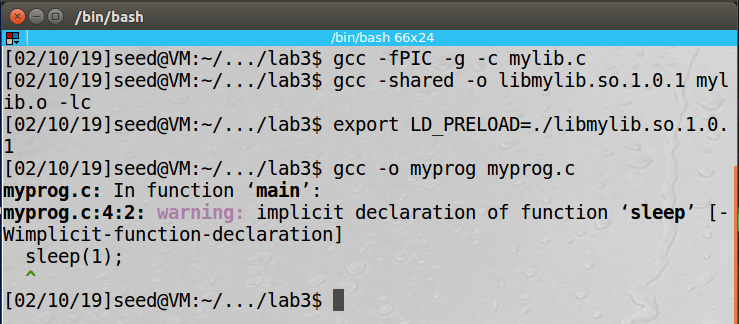 /bin/bash
/bin/bash 66x24
[02/10/19]seed@VM:~/.../lab3$ gcc -fPIC -g -c mylib.c
[02/10/19]seed@VM:~/.../lab3$ gcc -shared -o libmylib.so.1.0.1 myl
ib.o -lc
[02/10/19]seed@VM:~/.../lab3$ export LD_PRELOAD=./libmylib.so.1.0.
1
[02/10/19]seed@VM:~/.../lab3$ gcc -o myprog myprog.c
myprog.c: In function ‘main’:
myprog.c:4:2: warning: implicit declaration of function ‘sleep’ [-
Wimplicit-function-declaration]
  sleep(1);
  ^
[02/10/19]seed@VM:~/.../lab3$